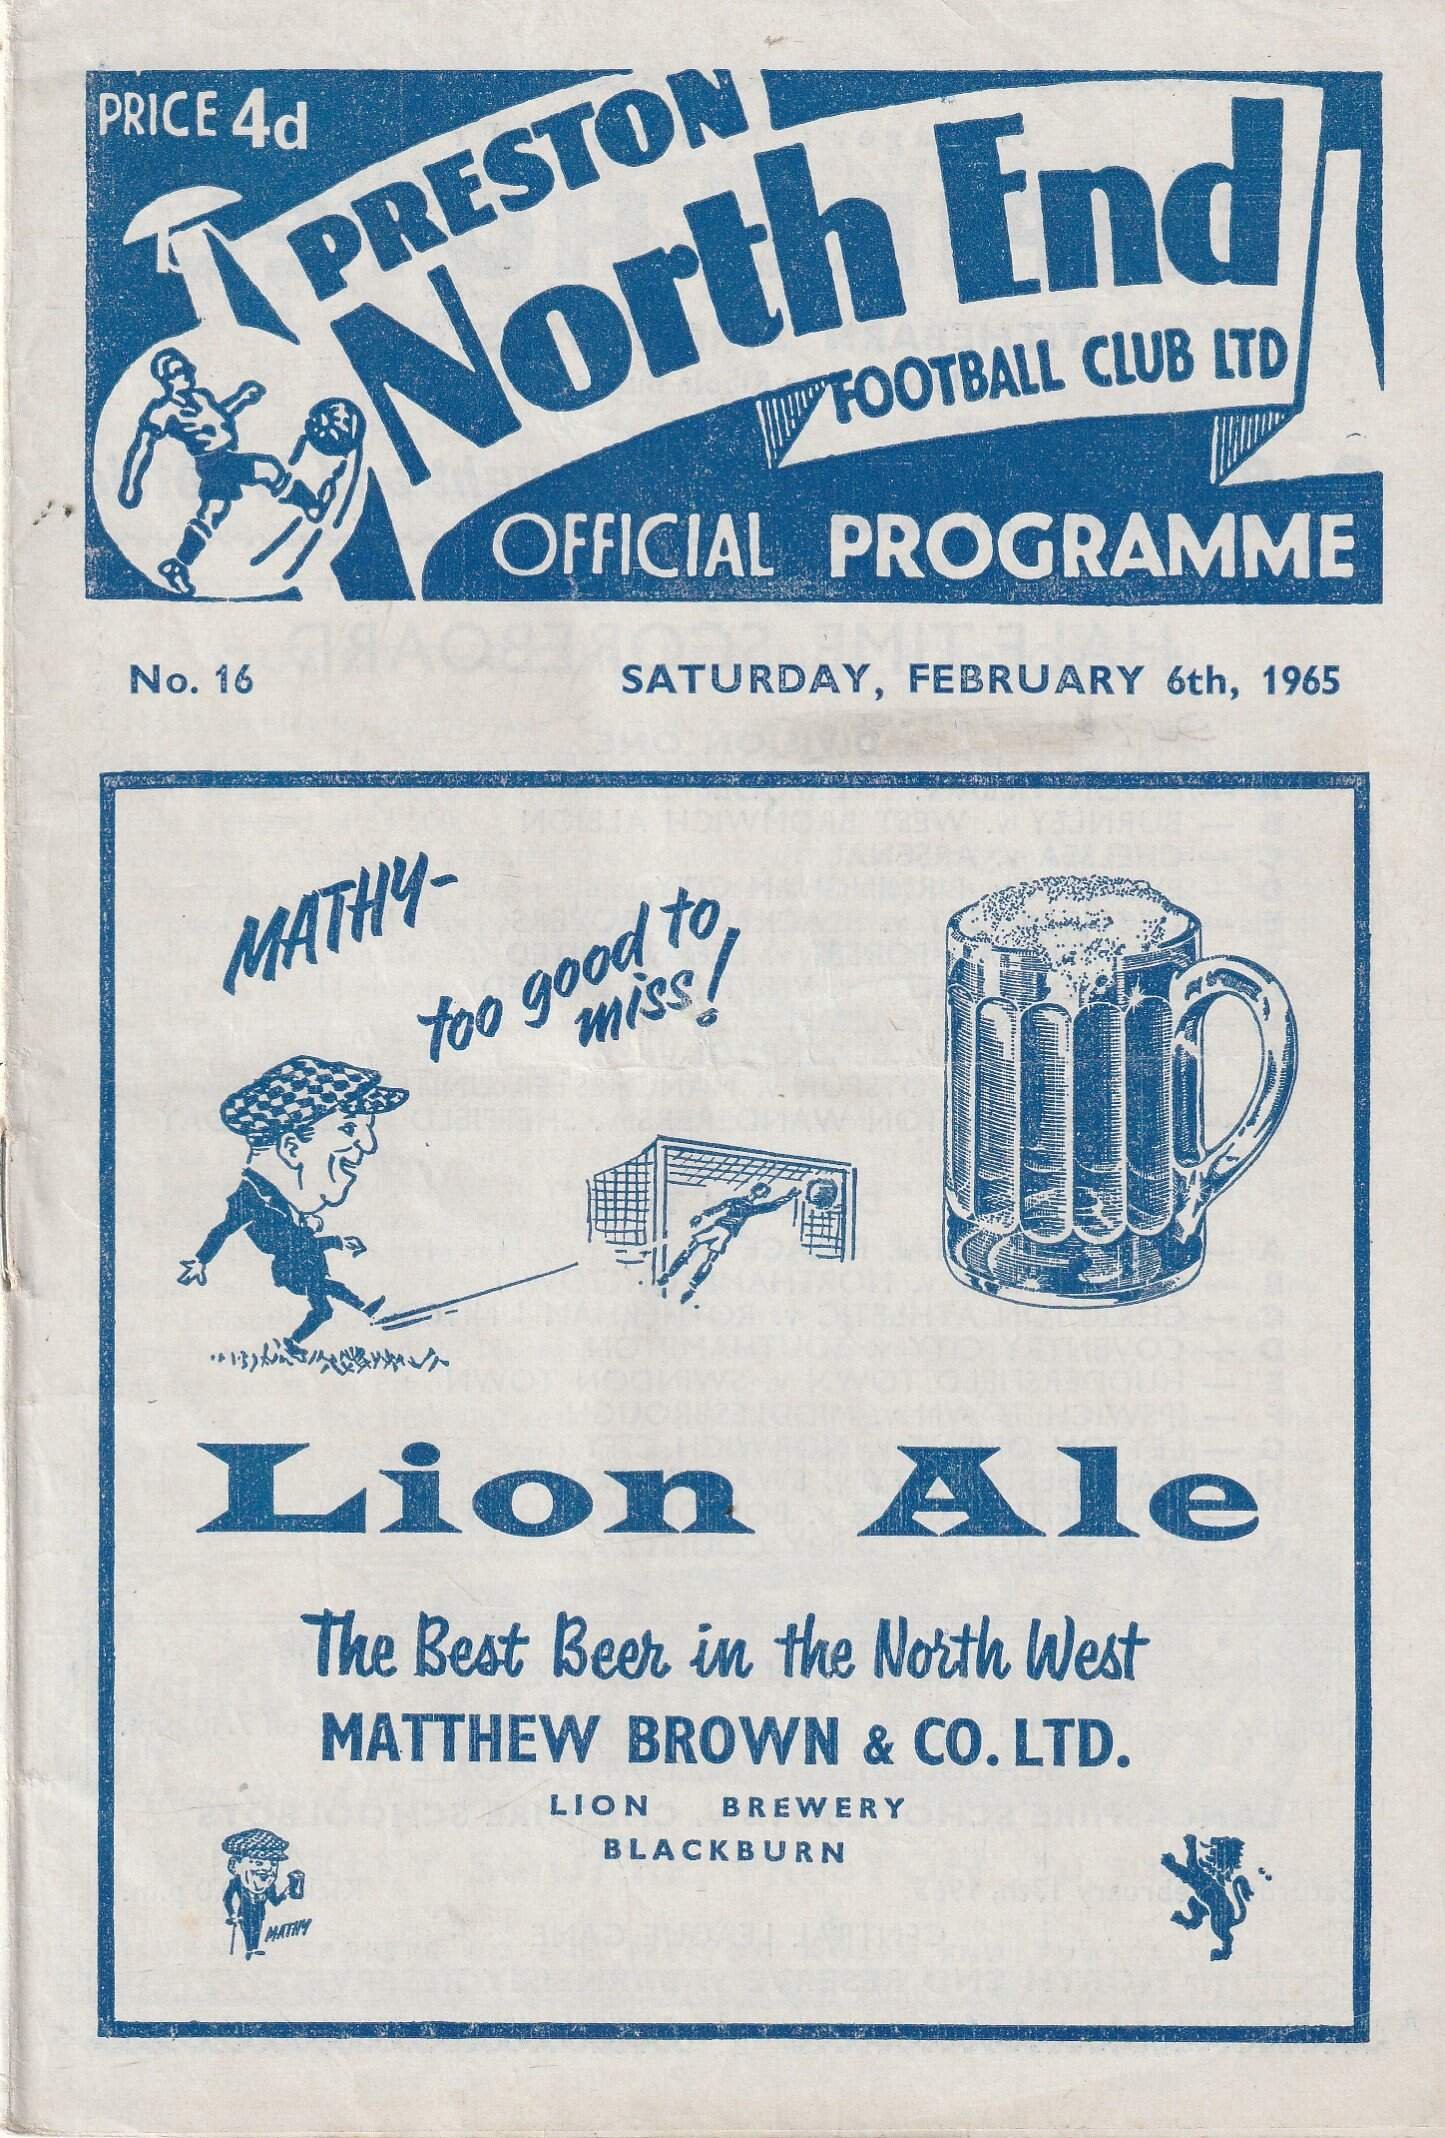 PRICE 4d
PRESTON
North End
FOOTBALL CLUB LTD
OFFICIAL PROGRAMME
No. 16
SATURDAY, FEBRUARY 6th, 1965
MATHY-
too good to
miss!
Lion Ale
The Best Beer in the North West
MATTHEW BROWN & CO. LTD.
LION BREWERY
BLACKBURN
MATHY